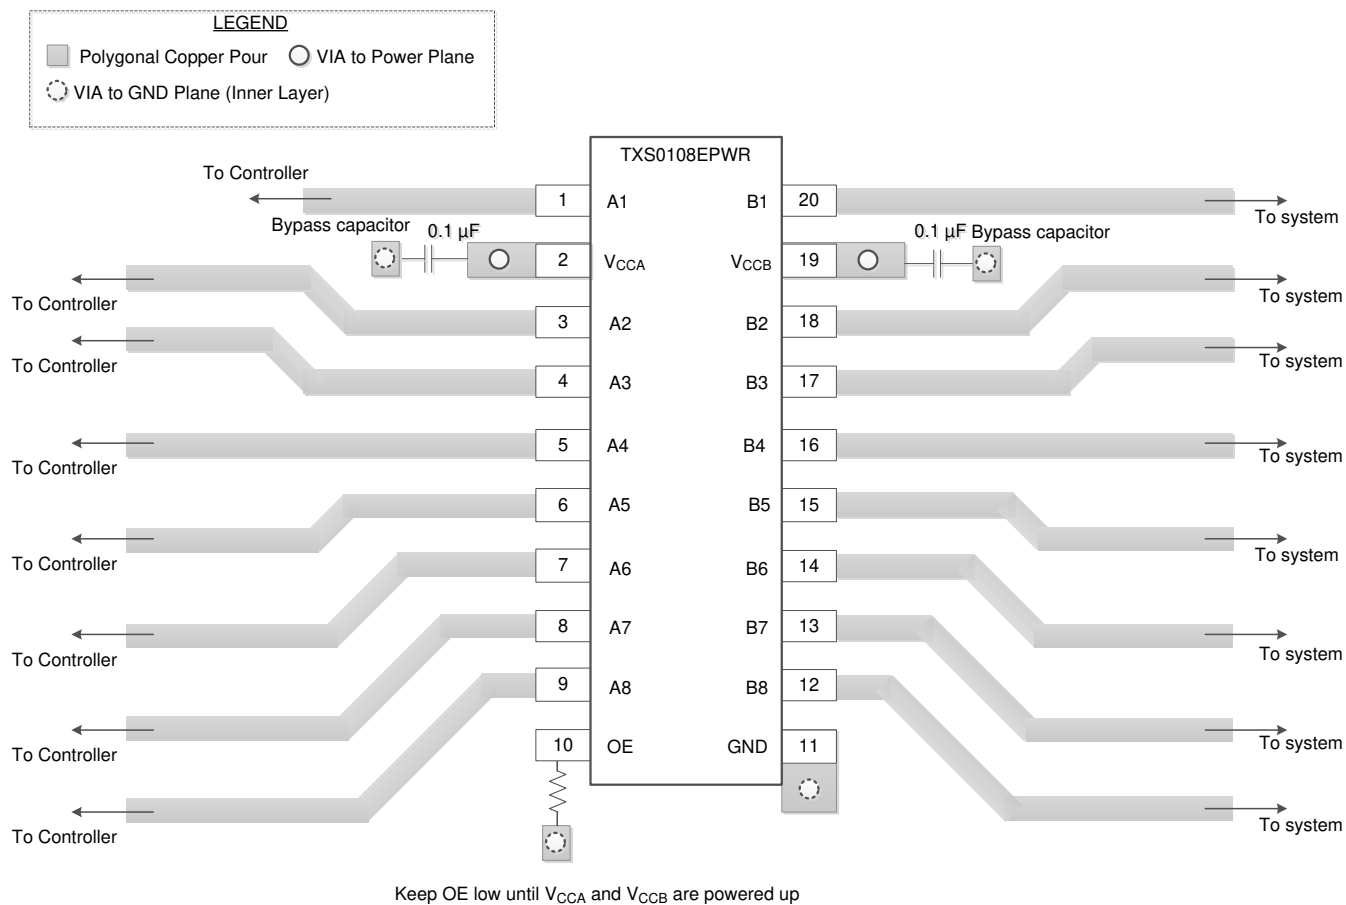 LEGEND
Polygonal Copper Pour
VIA to Power Plane
VIA to GND Plane (Inner Layer)
TXS0108EPWR
To Controller
1
A1
B1
20
To system
Bypass capacitor
0.1 µF
2
VCCA
VCCB
19
0.1 µF
Bypass capacitor
To Controller
3
A2
B2
18
To system
To Controller
4
A3
B3
17
To system
To Controller
5
A4
B4
16
To system
To Controller
6
A5
B5
15
To system
To Controller
7
A6
B6
14
To system
To Controller
8
A7
B7
13
To system
To Controller
9
A8
B8
12
To system
10
OE
GND
11
Keep OE low until VCCA and VCCB are powered up